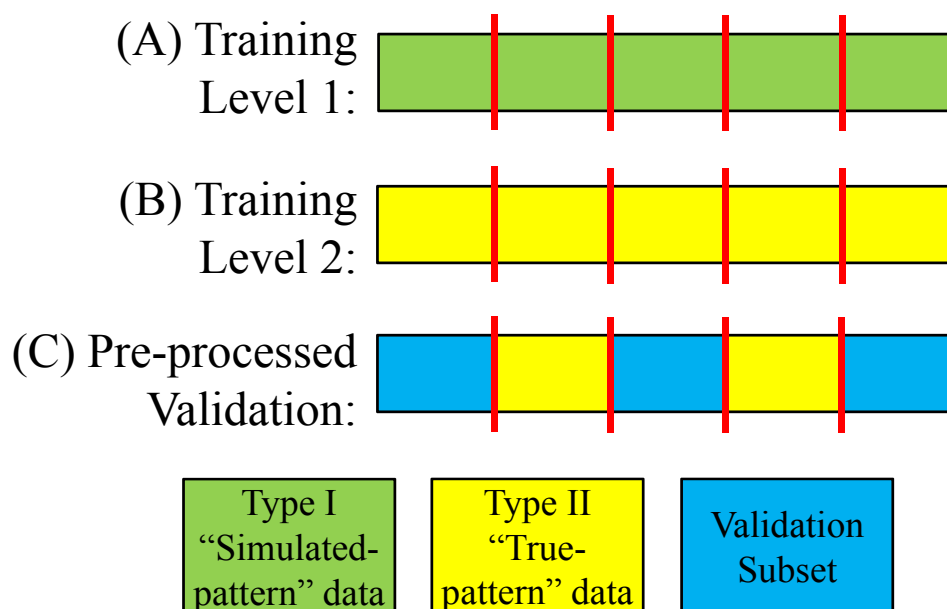 (A) Training
Level 1:
(B) Training
Level 2:
(C) Pre-processed
Validation:
Type I
“Simulated-
pattern” data
Type II
“True-
pattern” data
Validation
Subset